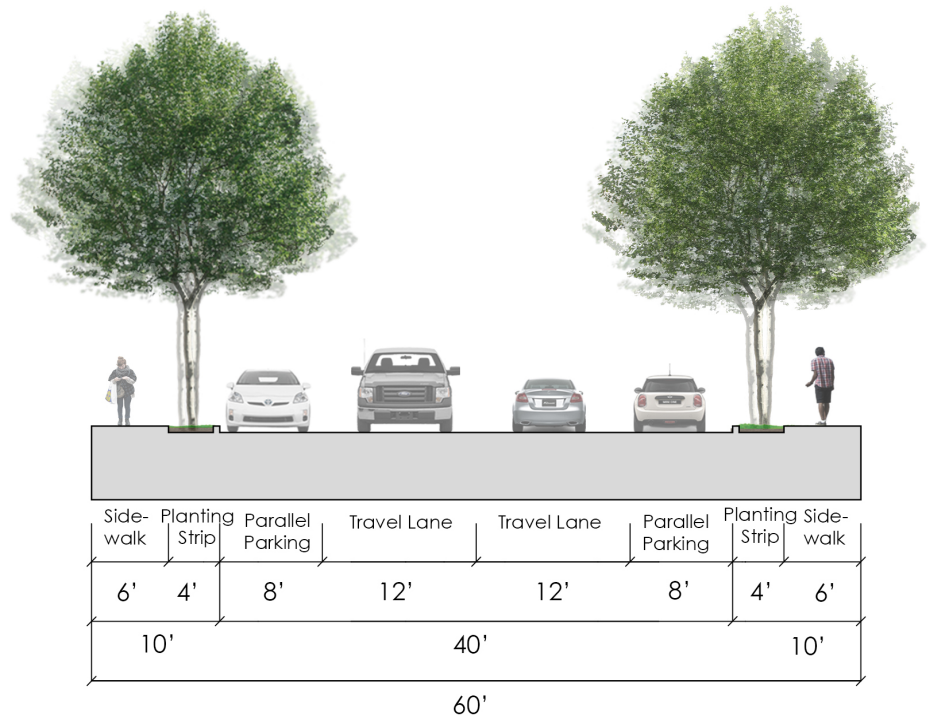 Side-
walk
Planting
Strip
Parallel
Parking
Travel Lane
Travel Lane
Parallel
Parking
Planting
Strip
Side-
walk
6’ 4’ 8’ 12’ 12’ 8’ 4’ 6’
10’ 40’ 10’
60’